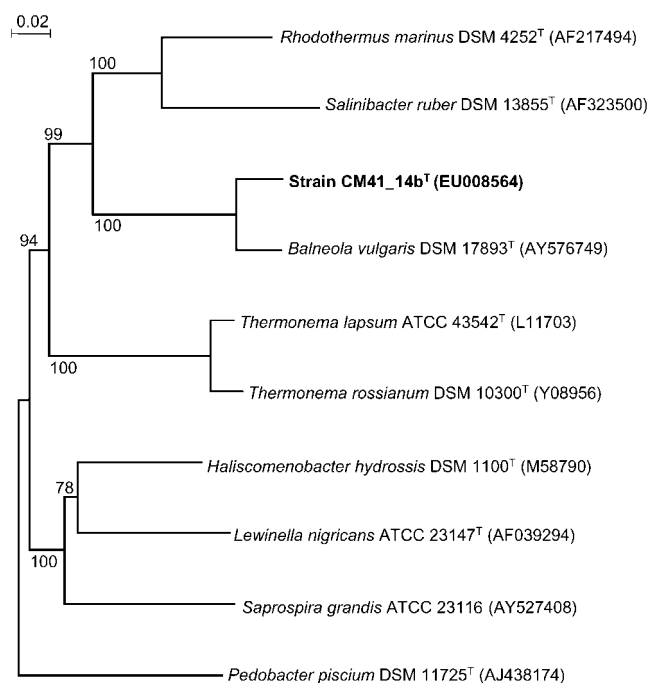 0.02
Rhodothermus marinus DSM 4252ᵀ (AF217494)
100
Salinibacter ruber DSM 13855ᵀ (AF323500)
99
Strain CM41_14bᵀ (EU008564)
100
94
Balneola vulgaris DSM 17893ᵀ (AY576749)
Thermonema lapsum ATCC 43542ᵀ (L11703)
100
Thermonema rossianum DSM 10300ᵀ (Y08956)
Haliscomenobacter hydrossis DSM 1100ᵀ (M58790)
78
Lewinella nigricans ATCC 23147ᵀ (AF039294)
100
Saprospira grandis ATCC 23116 (AY527408)
Pedobacter piscium DSM 11725ᵀ (AJ438174)